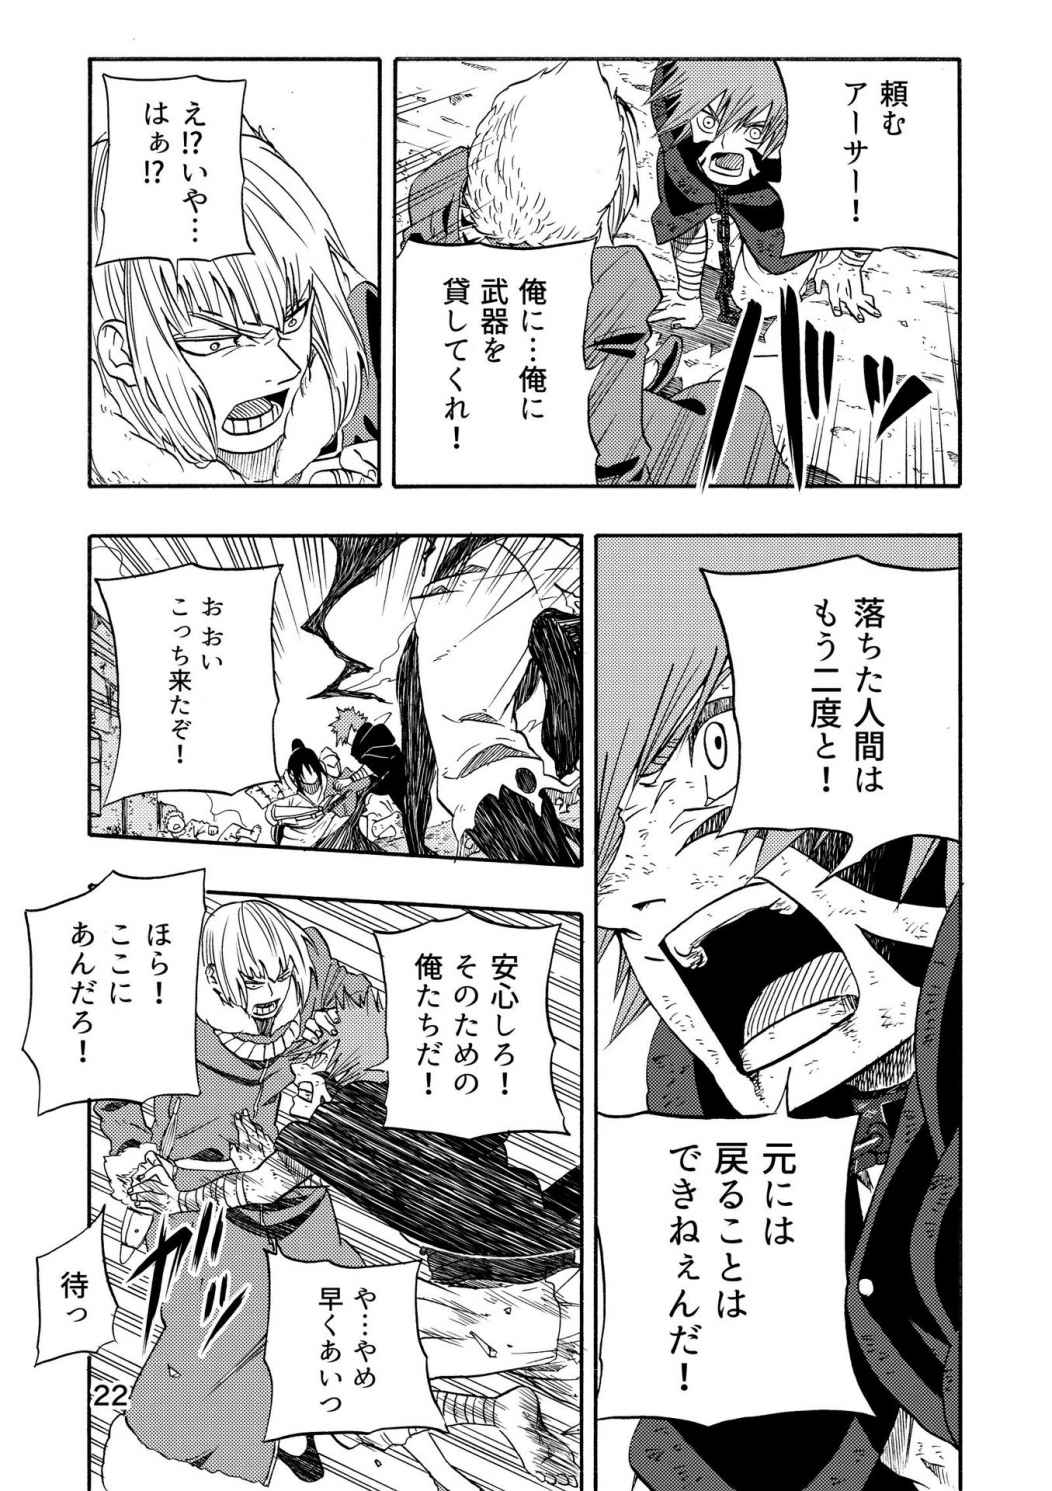 頼む
アーサー！
俺に…俺に
武器を
貸してくれ！
バッ
え⁉いや…
はぁ⁉
落ちた人間は
もう二度と！
元には
戻ることは
できねぇんだ！
おおい
こっち来たぞ！
安心しろ！
そのための
俺たちだ！
ほら！
ここに
あんだろ！
や…やめ
早くあいつ
待っ
22